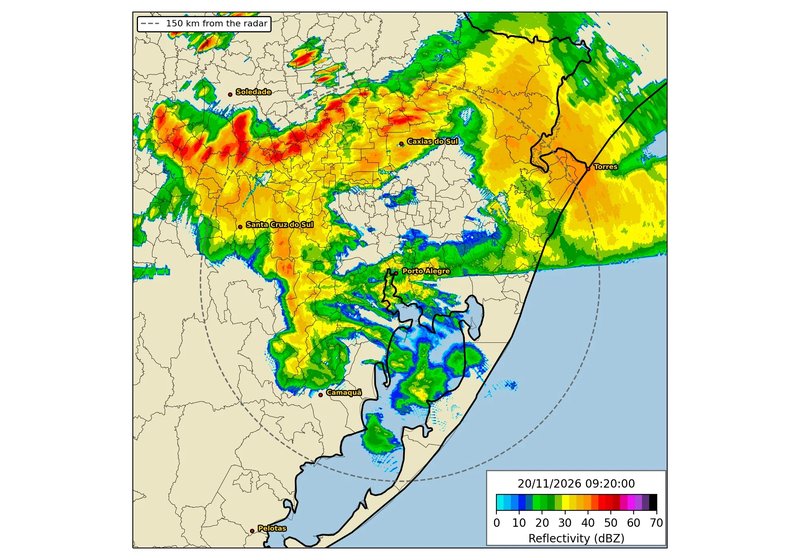 150 km from the radar
Soledade
Caxias do Sul
Torres
Santa Cruz do Sul
Porto Alegre
Camaquã
Pelotas
20/11/2026 09:20:00
0 10 20 30 40 50 60 70
Reflectivity (dBZ)